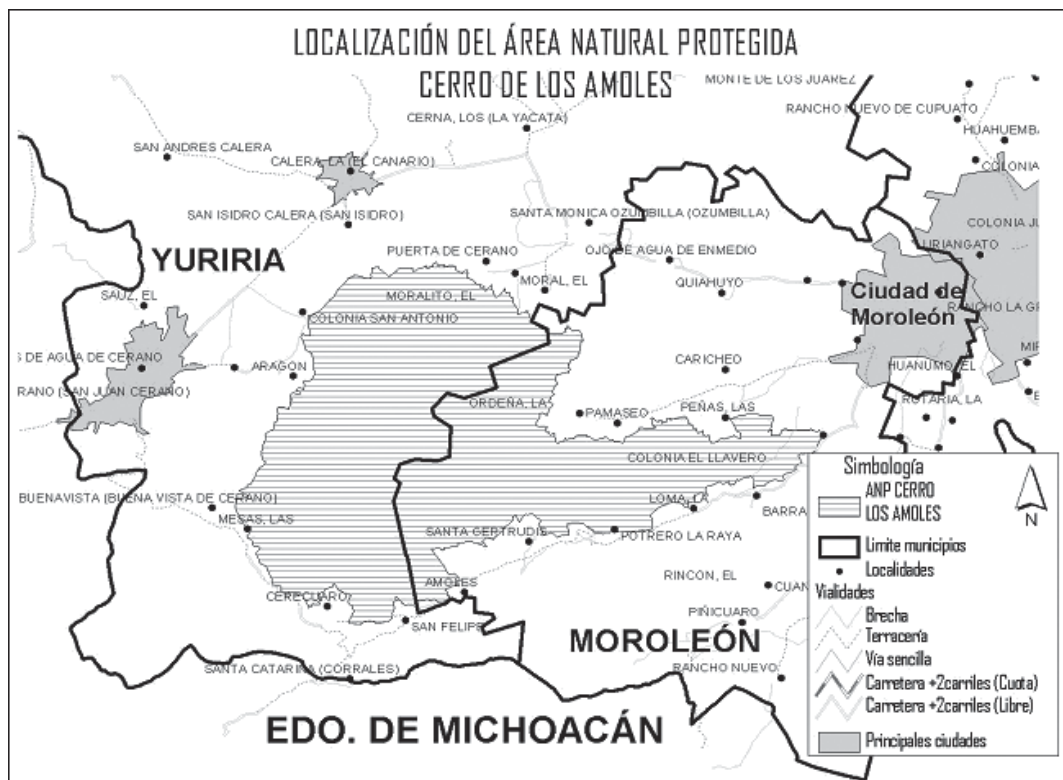 LOCALIZACIÓN DEL ÁREA NATURAL PROTEGIDA
CERRO DE LOS AMOLES
MONTE DE LOS JUAREZ
RANCHO NUEVO DE CUPUATO
CERNA, LOS (LA YACATA)
HUAHUEMBA
SAN ANDRES CALERA
CALERA, LA (EL CANARIO)
COLONIA
SAN ISIDRO CALERA (SAN ISIDRO)
SANTA MONICA OZUMBILLA (OZUMBILLA)
COLONIA JU
URIANGATO
PUERTA DE CERANO
OJO DE AGUA DE ENMEDIO
YURIRIA
MORAL, EL
QUIAHUYO
Ciudad de
Moroleón
SAUZ, EL
MORALITO, EL
RANCHO LA GR
COLONIA SAN ANTONIO
S DE AGUA DE CERANO
ARAGON
CARICHEO
HUANUMO, EL
MIR
RANO (SAN JUAN CERANO)
ORDEÑA, LA
PAMASEO
PEÑAS, LAS
ROTARIA, LA
COLONIA EL LLAVERO
BUENAVISTA (BUENA VISTA DE CERANO)
LOMA, LA
BARRA
MESAS, LAS
SANTA GERTRUDIS
POTRERO LA RAYA
AMOLES
RINCON, EL
CUAN
CERECUARO
SAN FELIPE
PIÑICUARO
MOROLEÓN
SANTA CATARINA (CORRALES)
RANCHO NUEVO
EDO. DE MICHOACÁN
Simbología
ANP CERRO
LOS AMOLES
N
Limite municipios
Localidades
Vialidades
Brecha
Terracería
Vía sencilla
Carretera +2carriles (Cuota)
Carretera +2carriles (Libre)
Principales ciudades